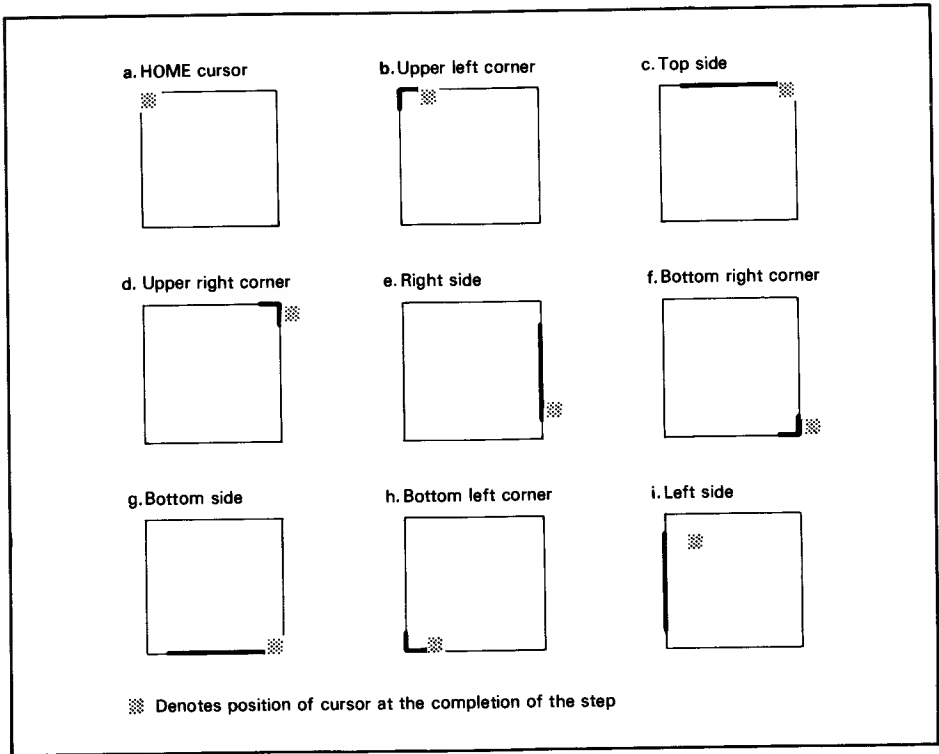 a. HOME cursor
b. Upper left corner
c. Top side
d. Upper right corner
e. Right side
f. Bottom right corner
g. Bottom side
h. Bottom left corner
i. Left side
Denotes position of cursor at the completion of the step